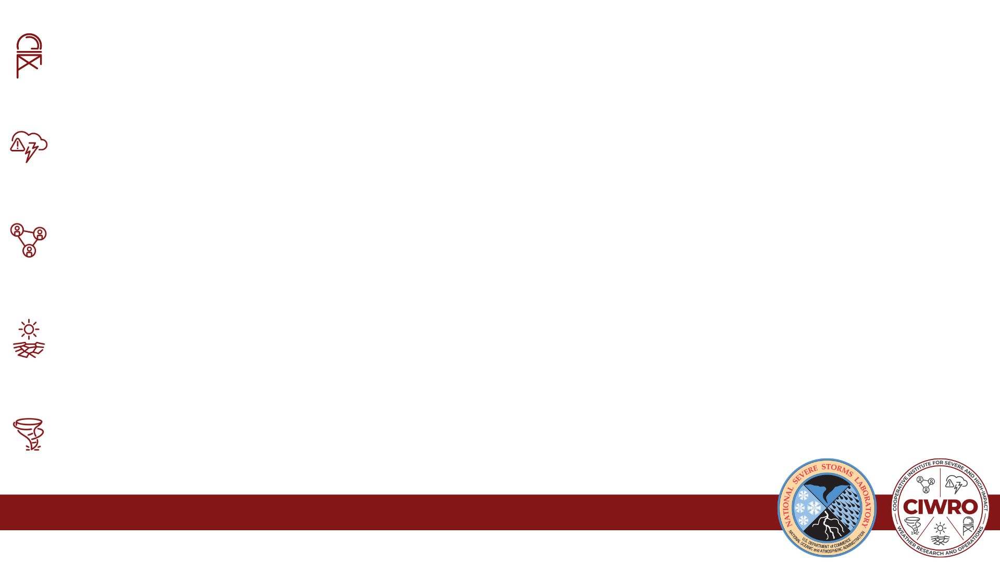 NATIONAL SEVERE STORMS LABORATORY
U.S. DEPARTMENT of COMMERCE
NATIONAL OCEANIC and ATMOSPHERIC ADMINISTRATION
COOPERATIVE INSTITUTE FOR SEVERE AND HIGH-IMPACT
CIWRO
WEATHER RESEARCH AND OPERATIONS